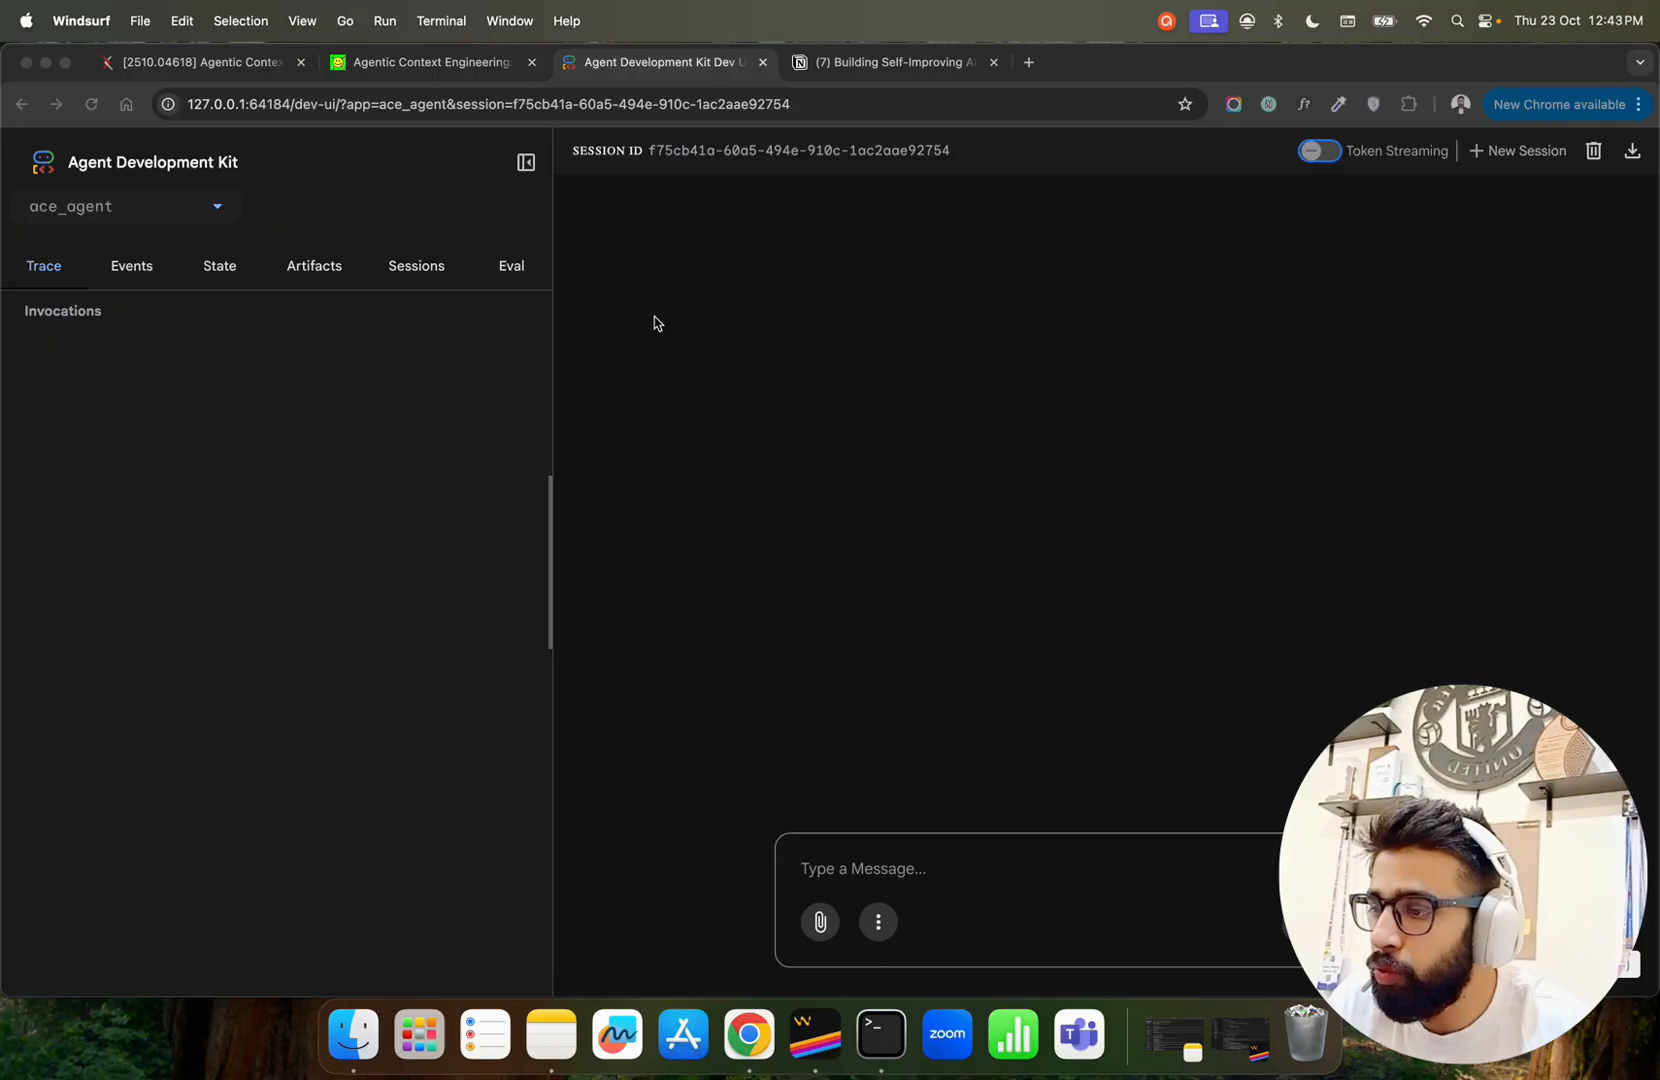 Windsurf File Edit Selection View Go Run Terminal Window Help Thu 23 Oct 12:43 PM
[2510.04618] Agentic Conte Agentic Context Engineering: Agent Development Kit Dev U (7) Building Self-Improving AI
127.0.0.1:64184/dev-ui/?app=ace_agent&session=f75cb41a-60a5-494e-910c-1ac2aae92754 New Chrome available
Agent Development Kit
SESSION ID f75cb41a-60a5-494e-910c-1ac2aae92754 Token Streaming + New Session
ace_agent
Trace Events State Artifacts Sessions Eval
Invocations
Type a Message...
UNITED
zoom